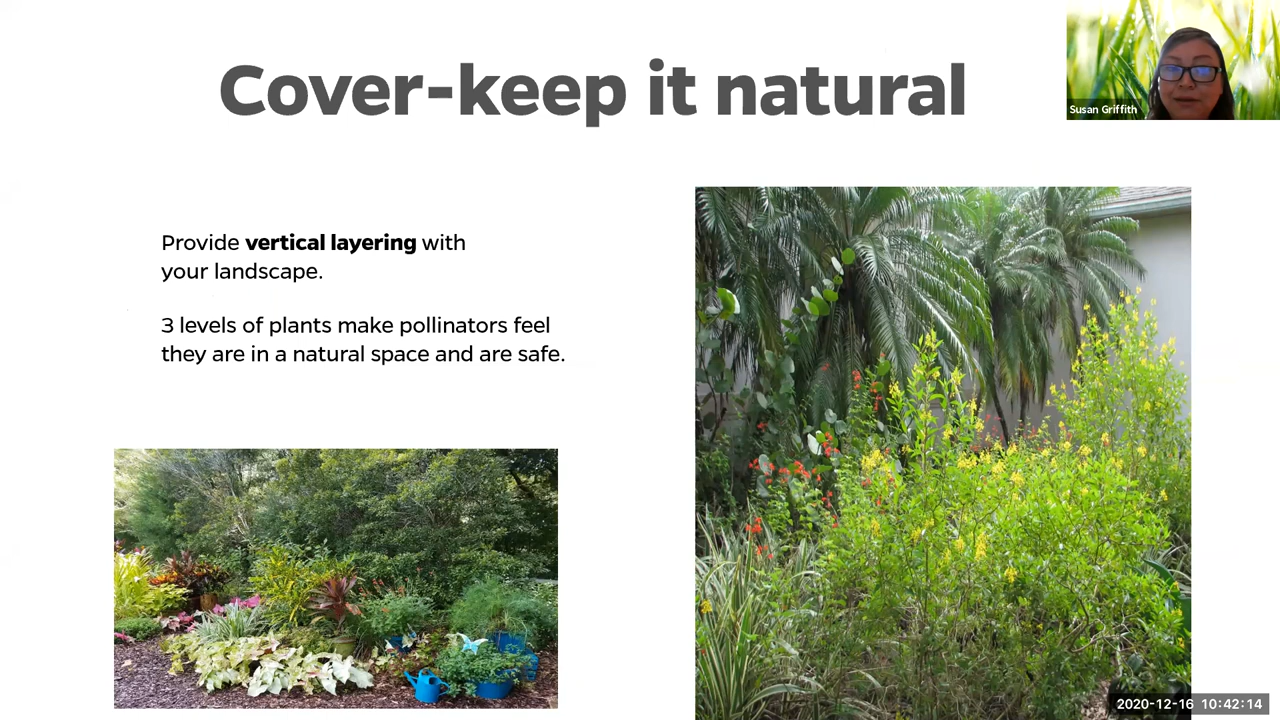 Cover-keep it natural
Susan Griffith
Provide vertical layering with
your landscape.
3 levels of plants make pollinators feel
they are in a natural space and are safe.
2020-12-16 10:42:14